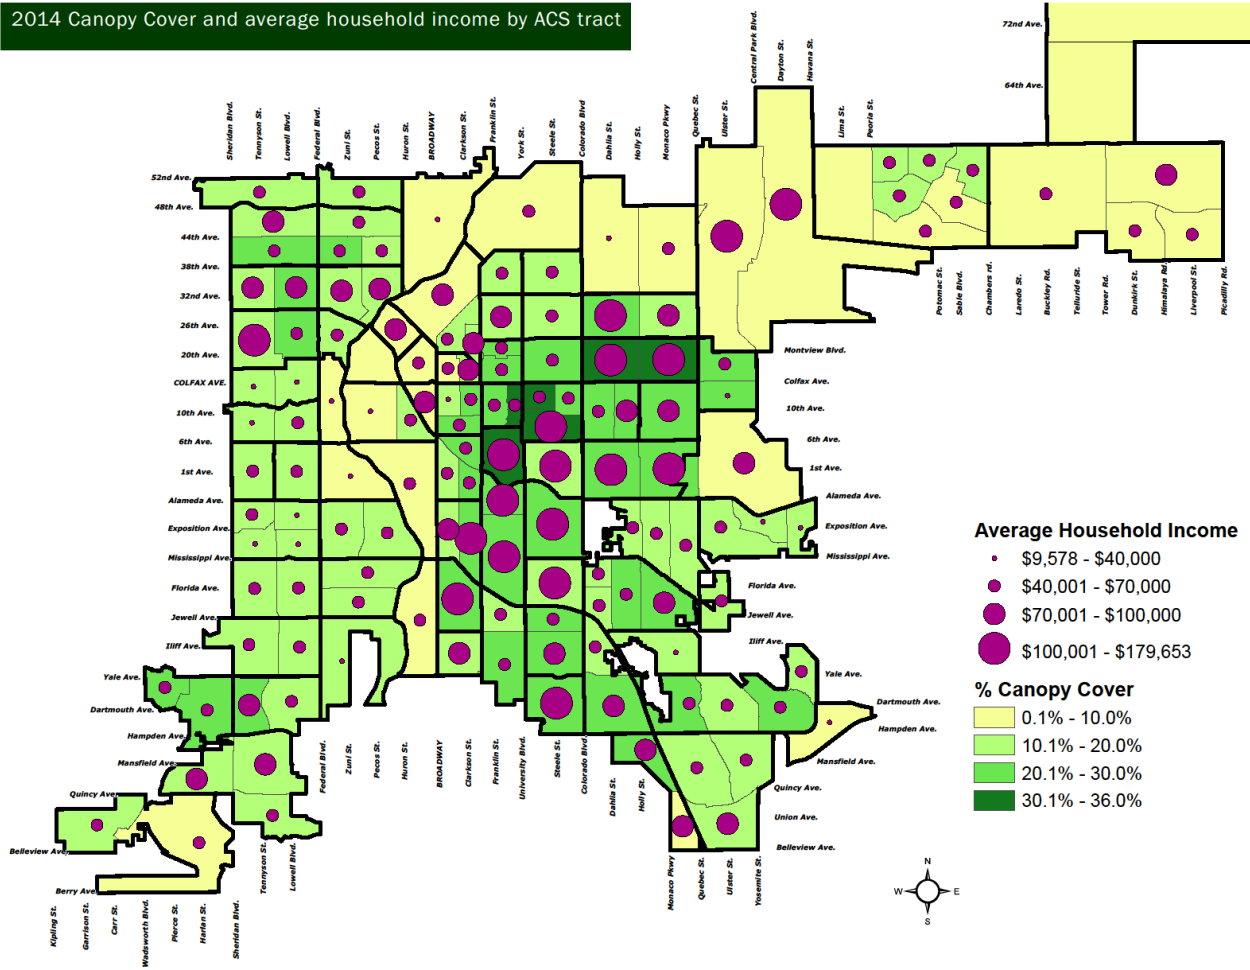 2014 Canopy Cover and average household income by ACS tract
Sheridan Blvd.
Tennyson St.
Lowell Blvd.
Federal Blvd.
Zuni St.
Pecos St.
Huron St.
BROADWAY
Clarkson St.
Franklin St.
York St.
Steele St.
Colorado Blvd
Dahlia St.
Holly St.
Monaco Pkwy
Quebec St.
Ulster St.
Central Park Blvd.
Dayton St.
Havana St.
Lima St.
Peoria St.
72nd Ave.
64th Ave.
52nd Ave.
48th Ave.
44th Ave.
38th Ave.
32nd Ave.
26th Ave.
20th Ave.
COLFAX AVE.
10th Ave.
6th Ave.
1st Ave.
Alameda Ave.
Exposition Ave.
Mississippi Ave.
Florida Ave.
Jewell Ave.
Iliff Ave.
Yale Ave.
Dartmouth Ave.
Hampden Ave.
Mansfield Ave.
Quincy Ave.
Belleview Ave.
Berry Ave.
Potomac St.
Sable Blvd.
Chambers rd.
Laredo St.
Buckley Rd.
Telluride St.
Tower Rd.
Dunkirk St.
Himalaya Rd.
Liverpool St.
Picadilly Rd.
Montview Blvd.
Colfax Ave.
10th Ave.
6th Ave.
1st Ave.
Alameda Ave.
Exposition Ave.
Mississippi Ave.
Florida Ave.
Jewell Ave.
Iliff Ave.
Yale Ave.
Dartmouth Ave.
Hampden Ave.
Mansfield Ave.
Quincy Ave.
Union Ave.
Belleview Ave.
Average Household Income
$9,578 - $40,000
$40,001 - $70,000
$70,001 - $100,000
$100,001 - $179,653
% Canopy Cover
0.1% - 10.0%
10.1% - 20.0%
20.1% - 30.0%
30.1% - 36.0%
Federal Blvd.
Zuni St.
Pecos St.
Huron St.
BROADWAY
Clarkson St.
Franklin St.
University Blvd.
Steele St.
Colorado Blvd.
Dahlia St.
Holly St.
Monaco Pkwy
Quebec St.
Ulster St.
Yosemite St.
Tennyson St.
Lowell Blvd.
Kipling St.
Garrison St.
Carr St.
Wadsworth Blvd.
Pierce St.
Harlan St.
Sheridan Blvd.
N
W
E
S